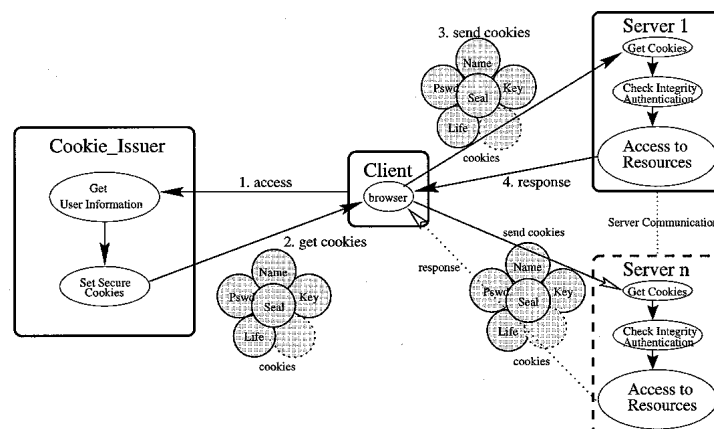 3. send cookies
Name
Pswd
Key
Seal
Life
cookies
Server 1
Get Cookies
Check Integrity
Authentication
Access to
Resources
Cookie_Issuer
Get
User Information
Set Secure
Cookies
1. access
Client
browser
4. response
2. get cookies
Name
Pswd
Key
Seal
Life
cookies
Server Communication
send cookies
response
Name
Pswd
Key
Seal
Life
cookies
Server n
Get Cookies
Check Integrity
Authentication
Access to
Resources